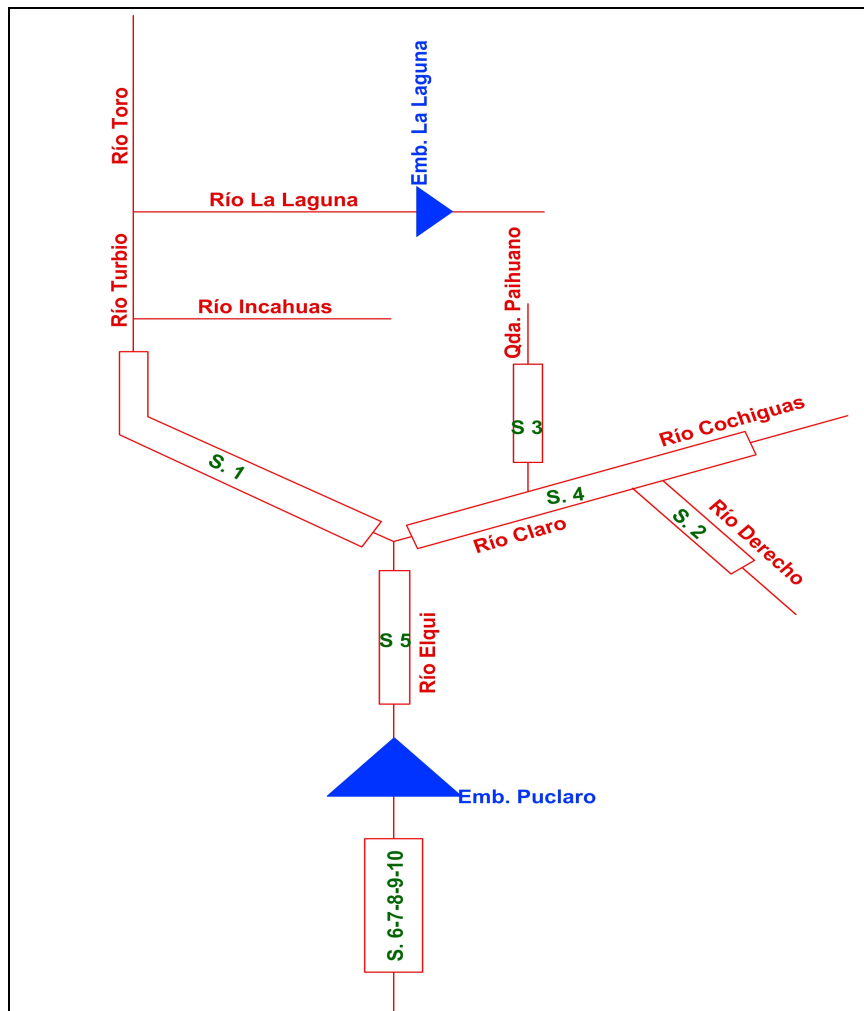 Río Toro
Emb. La Laguna
Río La Laguna
Río Turbio
Qda. Paihuano
Río Incahuas
S 3
Río Cochiguas
S. 1
S. 4
Río Claro
S. 2
Río Derecho
S 5
Río Elqui
Emb. Puclaro
S. 6-7-8-9-10